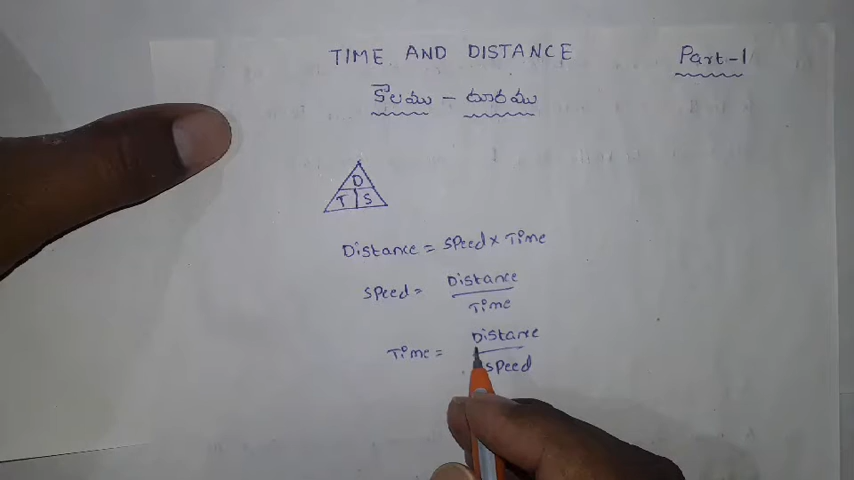 TIME AND DISTANCE
Part-1
కాలము - దూరము
D
T S
Distance = Speed x Time
Speed = Distance
Time
Time = Distance
Speed